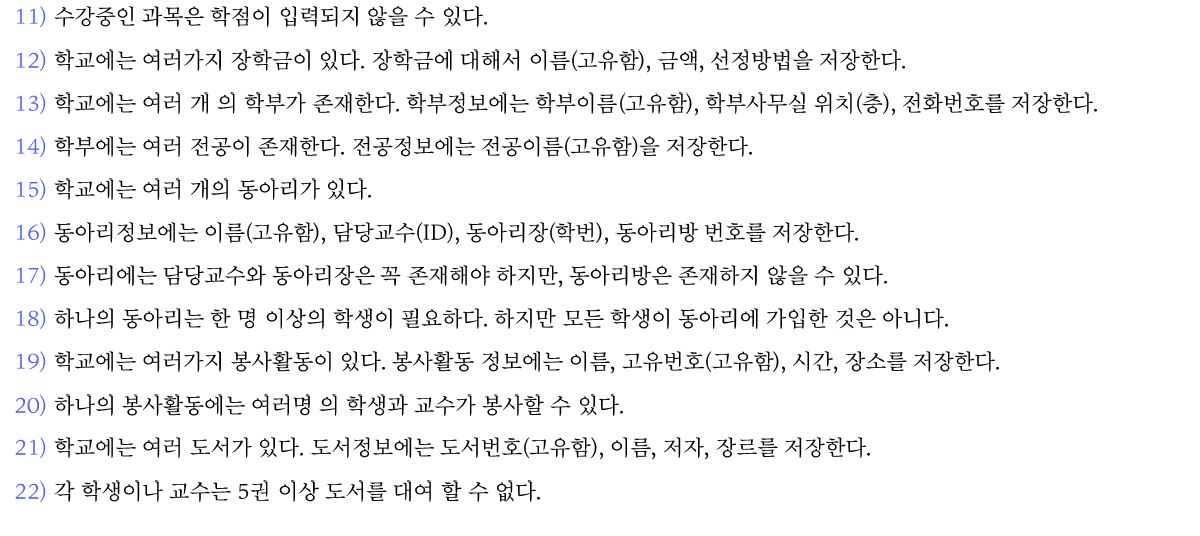 11) 수강중인 과목은 학점이 입력되지 않을 수 있다.
12) 학교에는 여러가지 장학금이 있다. 장학금에 대해서 이름(고유함), 금액, 선정방법을 저장한다.
13) 학교에는 여러 개 의 학부가 존재한다. 학부정보에는 학부이름(고유함), 학부사무실 위치(층), 전화번호를 저장한다.
14) 학부에는 여러 전공이 존재한다. 전공정보에는 전공이름(고유함)을 저장한다.
15) 학교에는 여러 개의 동아리가 있다.
16) 동아리정보에는 이름(고유함), 담당교수(ID), 동아리장(학번), 동아리방 번호를 저장한다.
17) 동아리에는 담당교수와 동아리장은 꼭 존재해야 하지만, 동아리방은 존재하지 않을 수 있다.
18) 하나의 동아리는 한 명 이상의 학생이 필요하다. 하지만 모든 학생이 동아리에 가입한 것은 아니다.
19) 학교에는 여러가지 봉사활동이 있다. 봉사활동 정보에는 이름, 고유번호(고유함), 시간, 장소를 저장한다.
20) 하나의 봉사활동에는 여러명 의 학생과 교수가 봉사할 수 있다.
21) 학교에는 여러 도서가 있다. 도서정보에는 도서번호(고유함), 이름, 저자, 장르를 저장한다.
22) 각 학생이나 교수는 5권 이상 도서를 대여 할 수 없다.